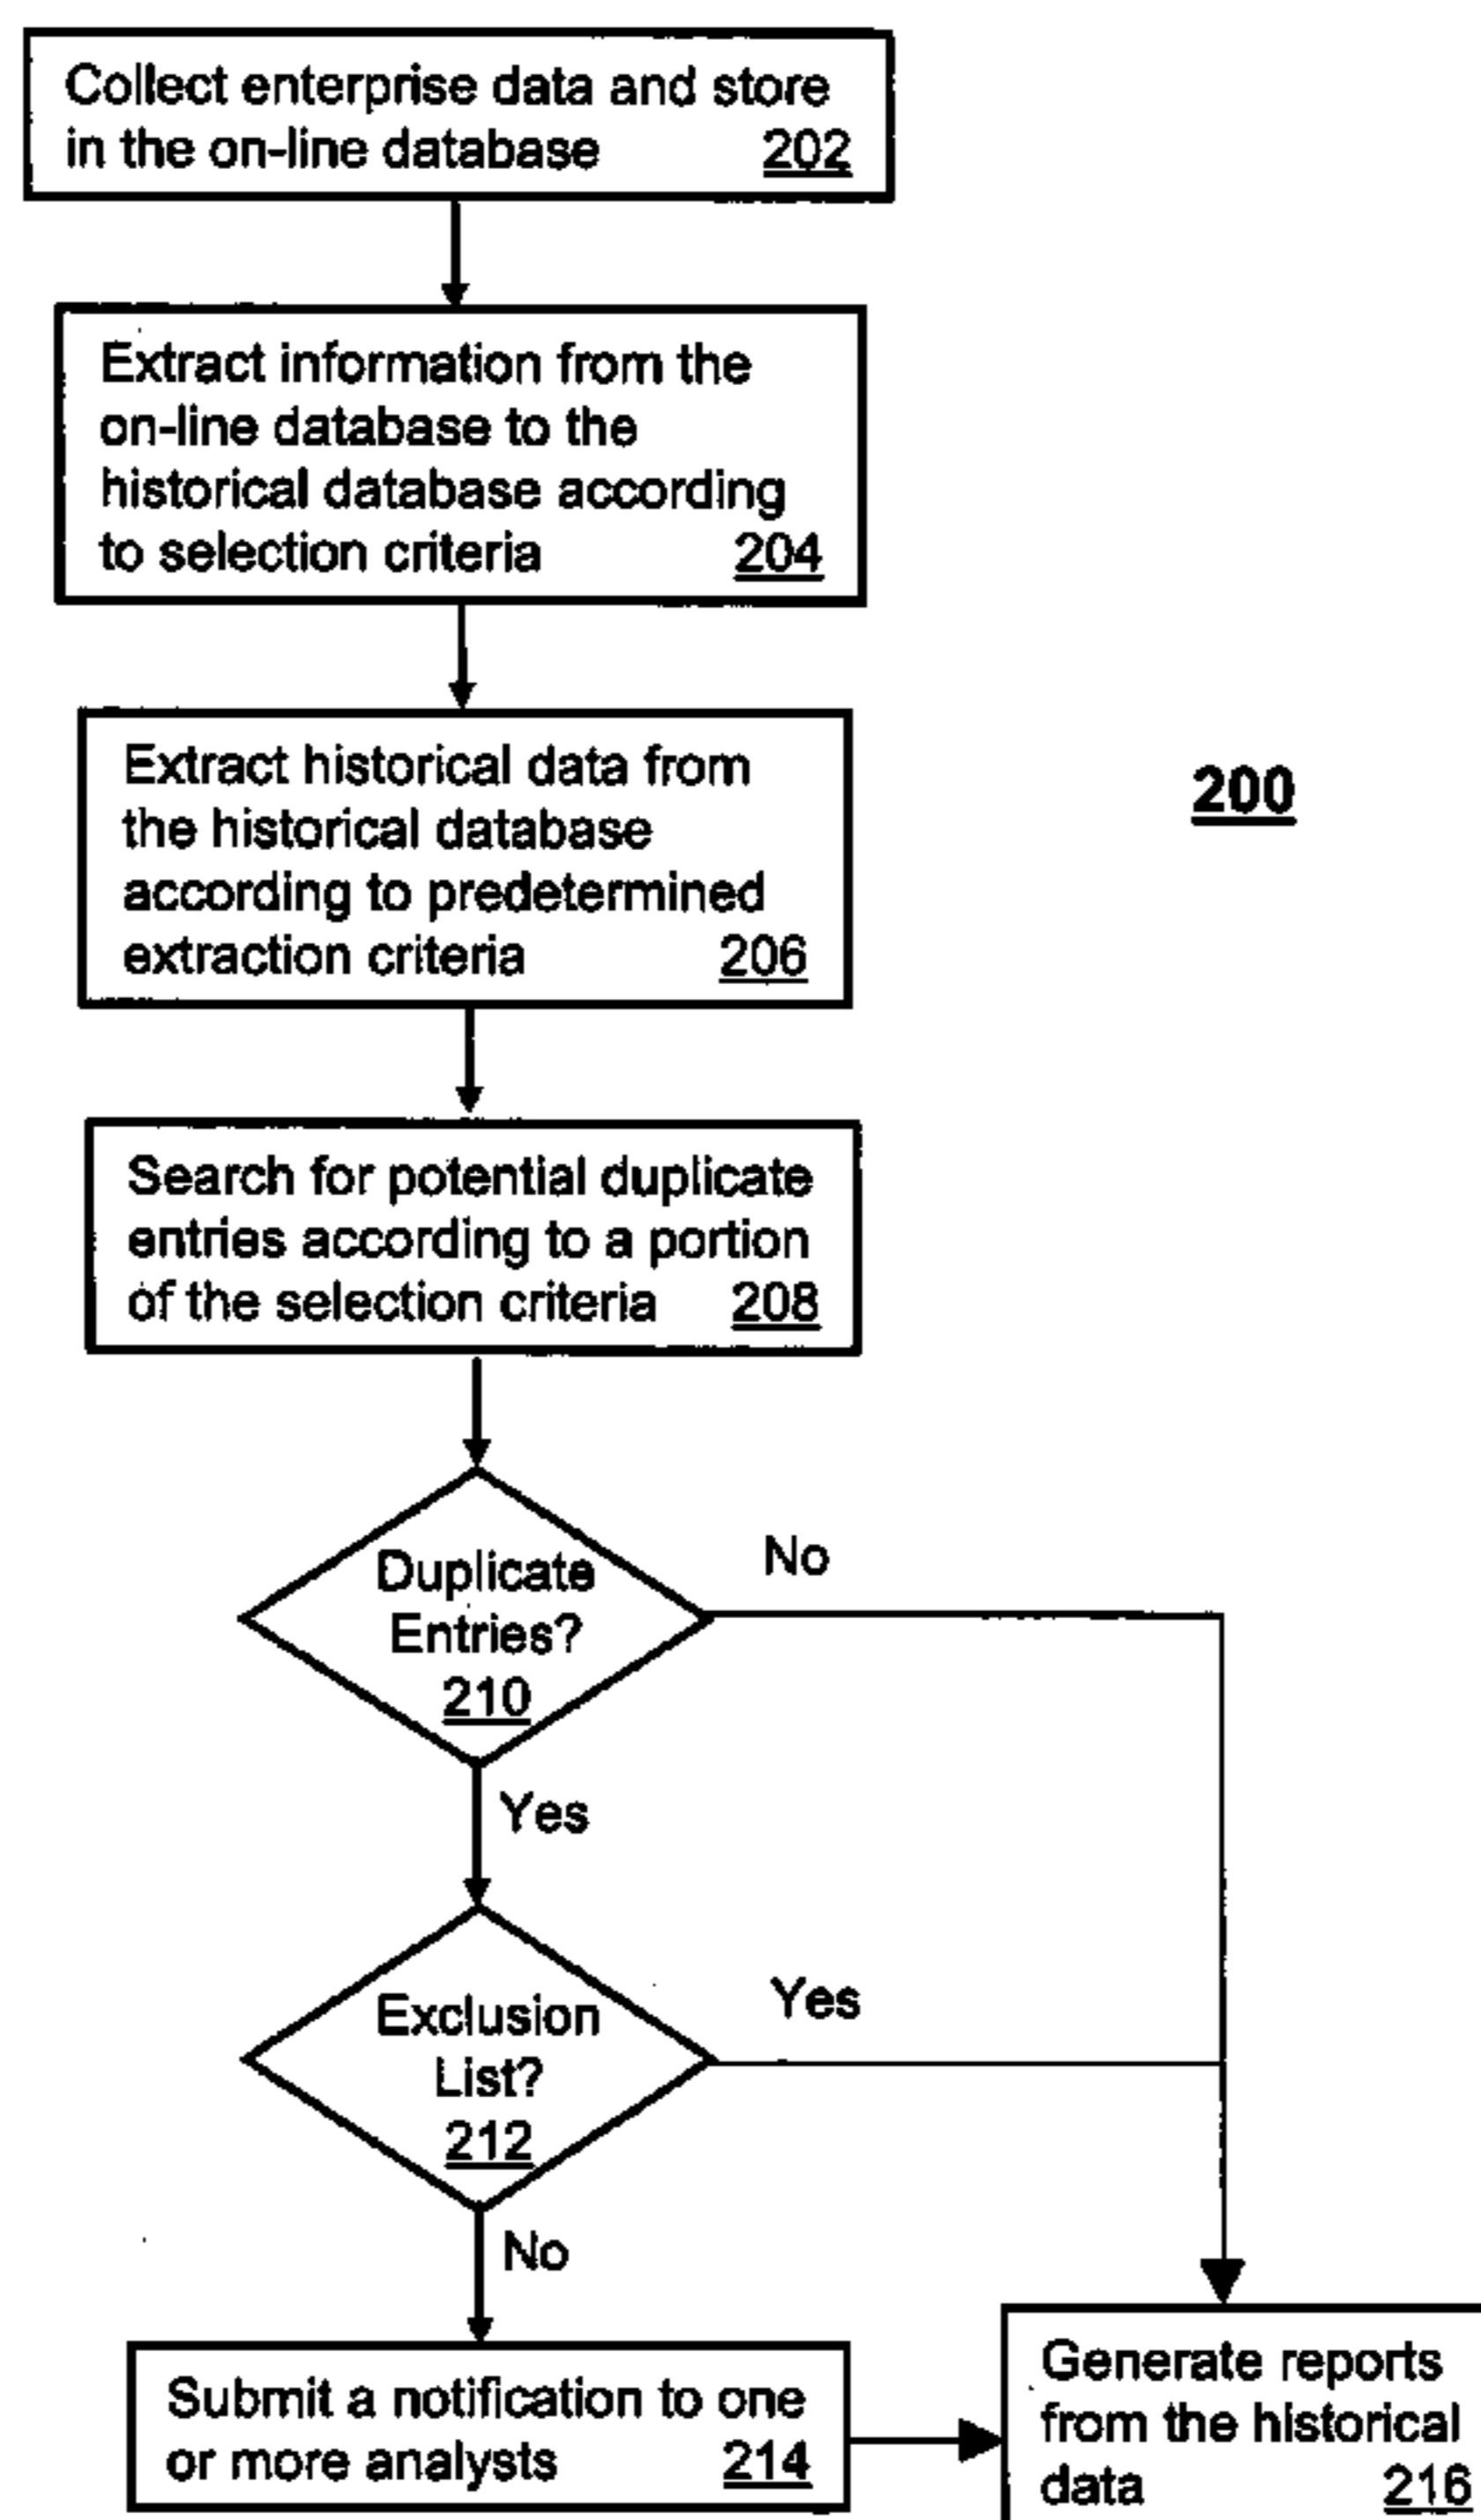 Collect enterprise data and store
in the on-line database 202
Extract information from the
on-line database to the
historical database according
to selection criteria 204
Extract historical data from
the historical database
according to predetermined
extraction criteria 206
200
Search for potential duplicate
entries according to a portion
of the selection criteria 208
Duplicate
Entries?
210
No
Yes
Exclusion
List?
212
Yes
No
Submit a notification to one
or more analysts 214
Generate reports
from the historical
data 216